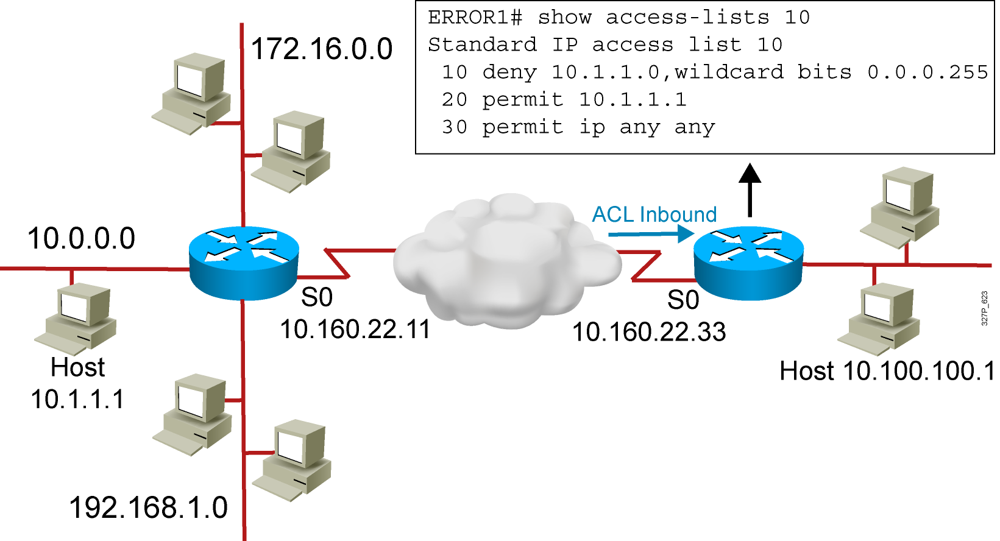 ERROR1# show access-lists 10
Standard IP access list 10
10 deny 10.1.1.0,wildcard bits 0.0.0.255
20 permit 10.1.1.1
30 permit ip any any
172.16.0.0
ACL Inbound
10.0.0.0
S0
10.160.22.11
S0
10.160.22.33
327P_623
Host
10.1.1.1
Host 10.100.100.1
192.168.1.0